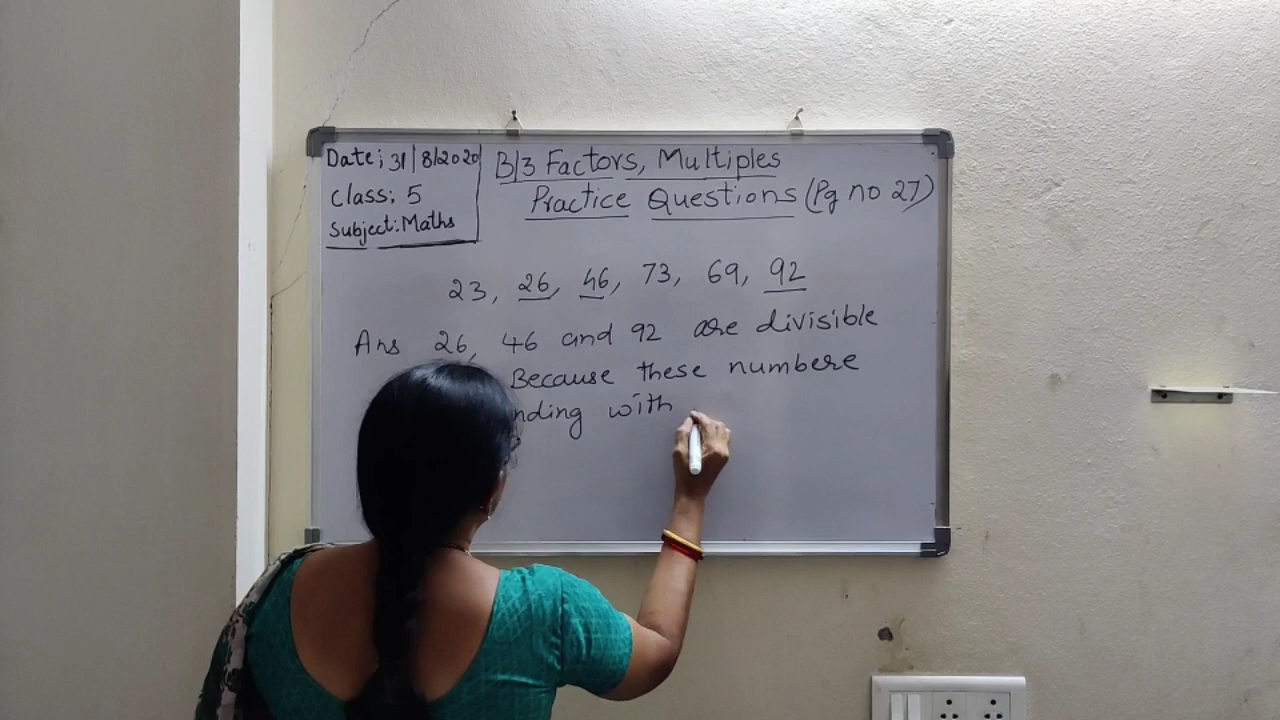 Date; 31/8/2020
Class: 5
Subject: Maths
B/3 Factors, Multiples
Practice Questions (Pg no 27)
23, 26, 46, 73, 69, 92
Ans 26, 46 and 92 are divisible
Because these numbere
nding with